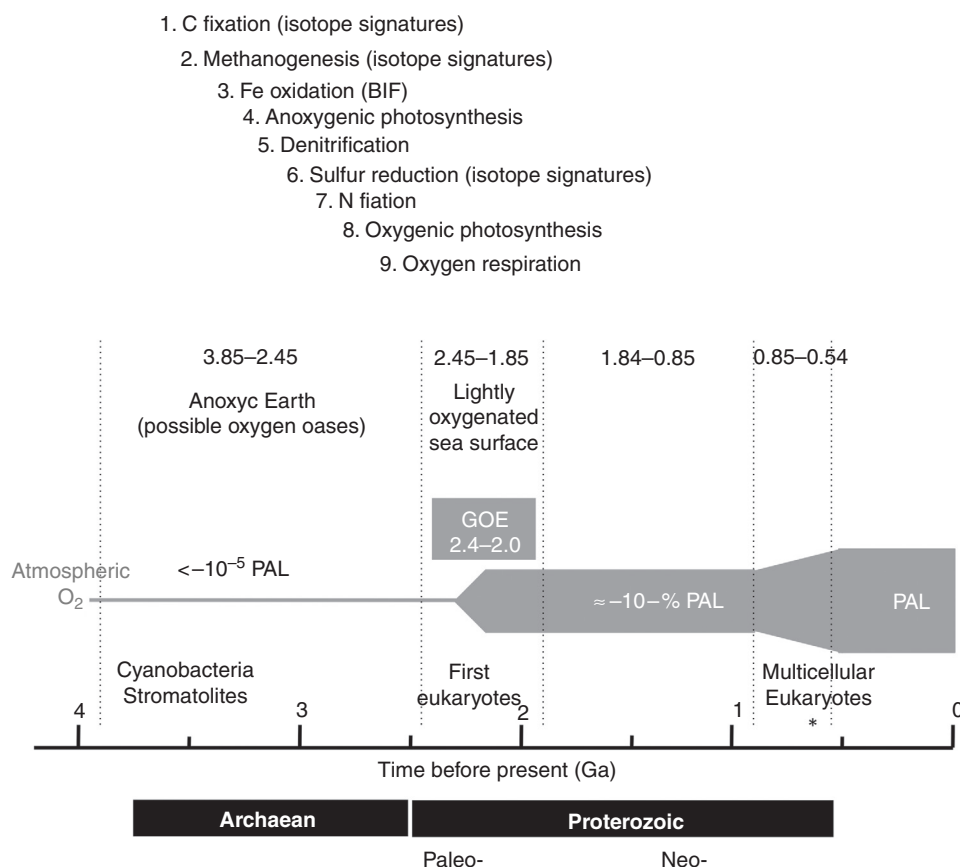 1. C fixation (isotope signatures)
2. Methanogenesis (isotope signatures)
3. Fe oxidation (BIF)
4. Anoxygenic photosynthesis
5. Denitrification
6. Sulfur reduction (isotope signatures)
7. N fiation
8. Oxygenic photosynthesis
9. Oxygen respiration
3.85–2.45 2.45–1.85 1.84–0.85 0.85–0.54
Anoxyc Earth
(possible oxygen oases)
Lightly
oxygenated
sea surface
GOE
2.4–2.0
Atmospheric
O₂
<–10⁻⁵ PAL
≈–10–% PAL
PAL
Cyanobacteria
Stromatolites
First
eukaryotes
Multicellular
Eukaryotes
*
4 3 2 1 0
Time before present (Ga)
Archaean Proterozoic
Paleo- Neo-